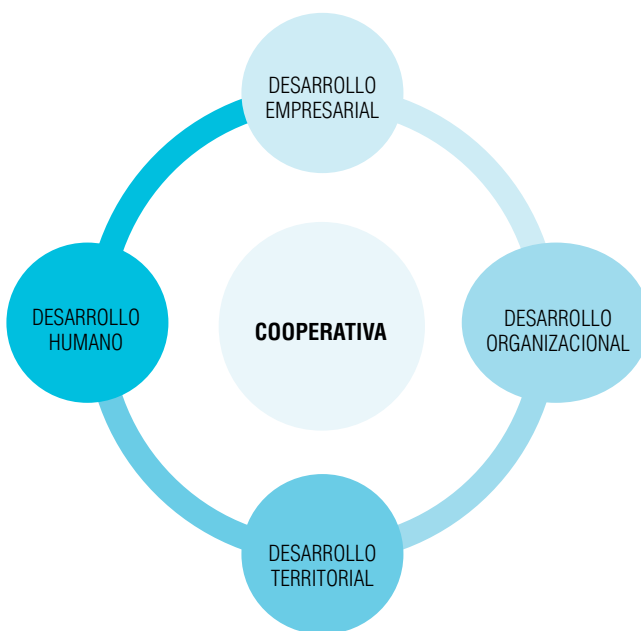 DESARROLLO
EMPRESARIAL
DESARROLLO
HUMANO
COOPERATIVA
DESARROLLO
ORGANIZACIONAL
DESARROLLO
TERRITORIAL